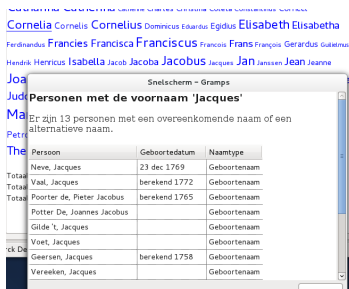 Cornelia Cornelis Cornelius Dominicus Eduardus Egidius Elisabeth Elisabetha
Ferdinandus Francies Francisca Franciscus Francois Frans François Gerardus Guilielmus
Hendrik Henricus Isabella Jacob Jacoba Jacobus Jacques Jan Janssen Jean Jeanne
Snelscherm - Gramps
Personen met de voornaam 'Jacques'
Er zijn 13 personen met een overeenkomende naam of een
alternatieve naam.
Persoon Geboortedatum Naamtype
Neve, Jacques 23 dec 1769 Geboortenaam
Vaal, Jacques berekend 1772 Geboortenaam
Poorter de, Pieter Jacobus berekend 1765 Geboortenaam
Potter De, Joannes Jacobus Geboortenaam
Gilde 't, Jacques Geboortenaam
Voet, Jacques Geboortenaam
Geersen, Jacques berekend 1758 Geboortenaam
Vereeken, Jacques Geboortenaam